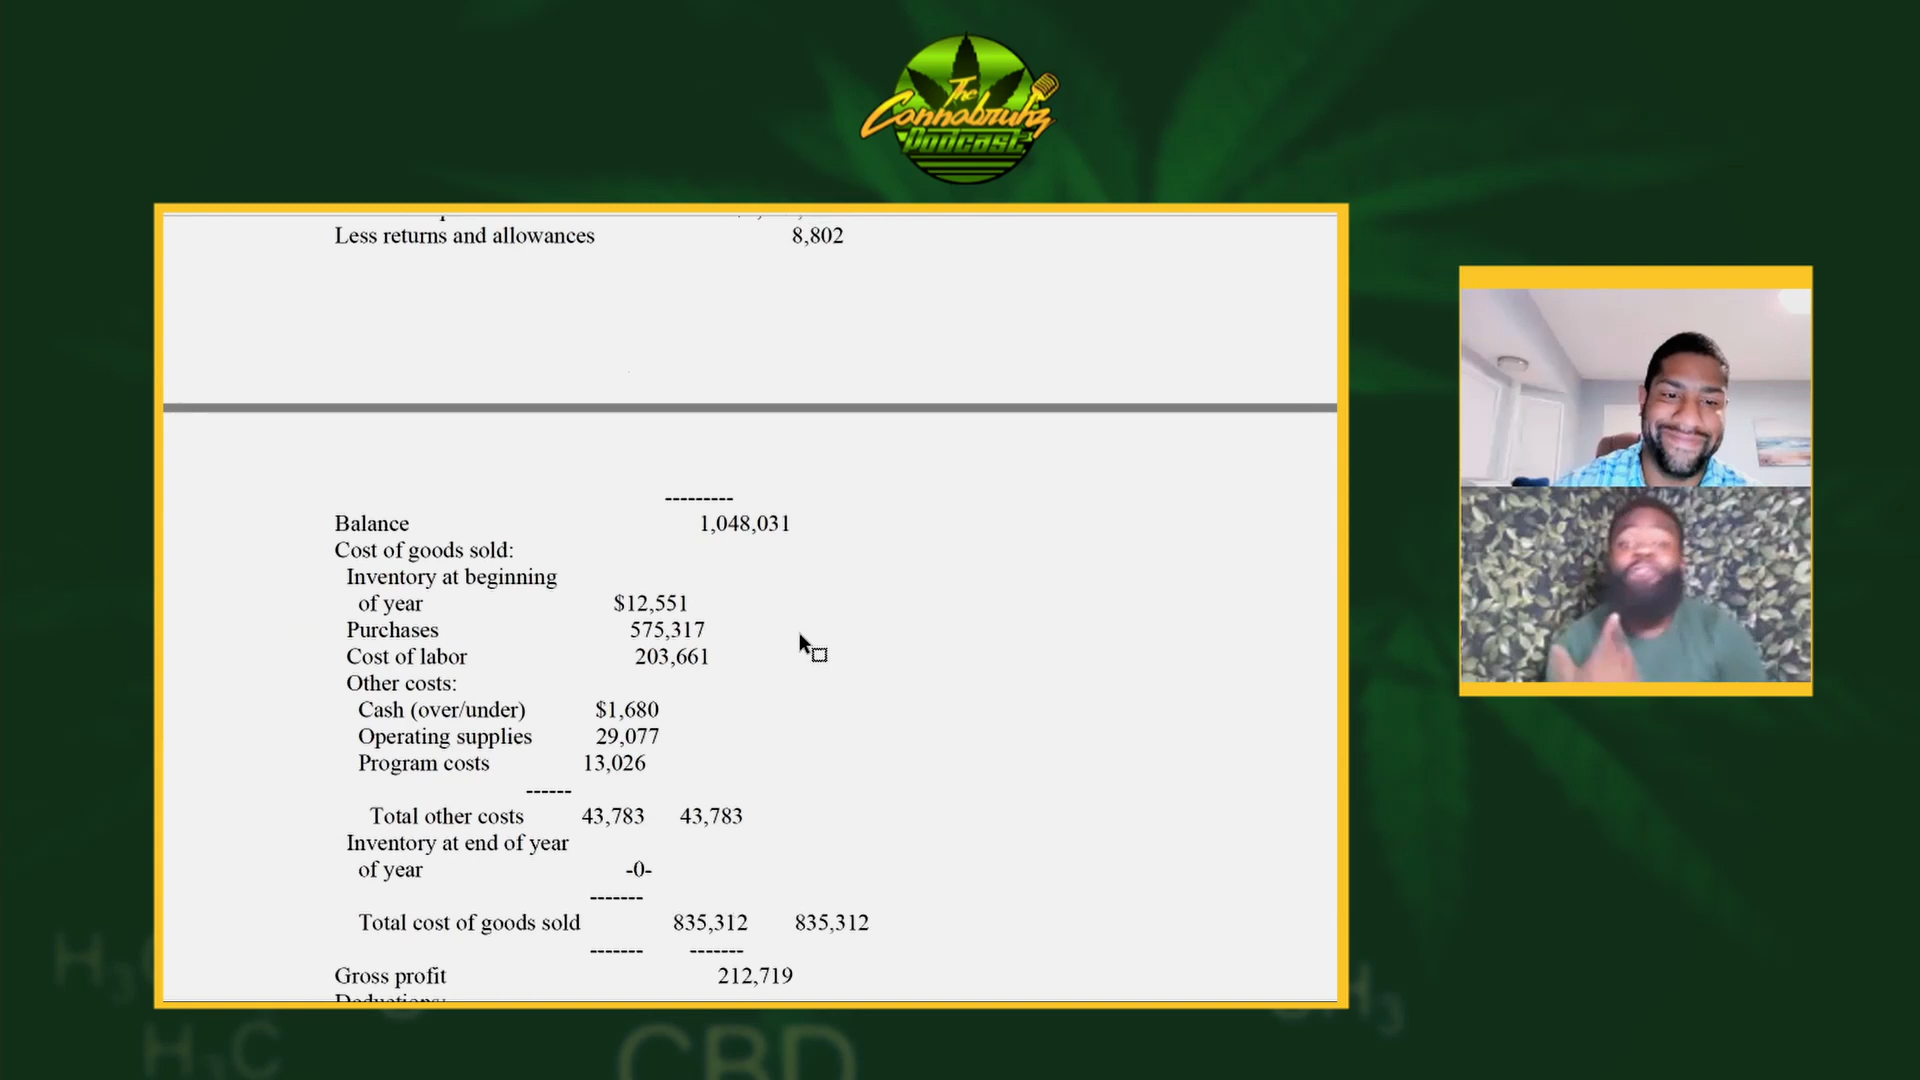 The
Cannabruhz
Podcast
Less returns and allowances 8,802
---------
Balance 1,048,031
Cost of goods sold:
Inventory at beginning
of year $12,551
Purchases 575,317
Cost of labor 203,661
Other costs:
Cash (over/under) $1,680
Operating supplies 29,077
Program costs 13,026
------
Total other costs 43,783 43,783
Inventory at end of year
of year -0-
-------
Total cost of goods sold 835,312 835,312
------- -------
Gross profit 212,719
Deductions:
H₃C
H₃C
CBD
CH₃